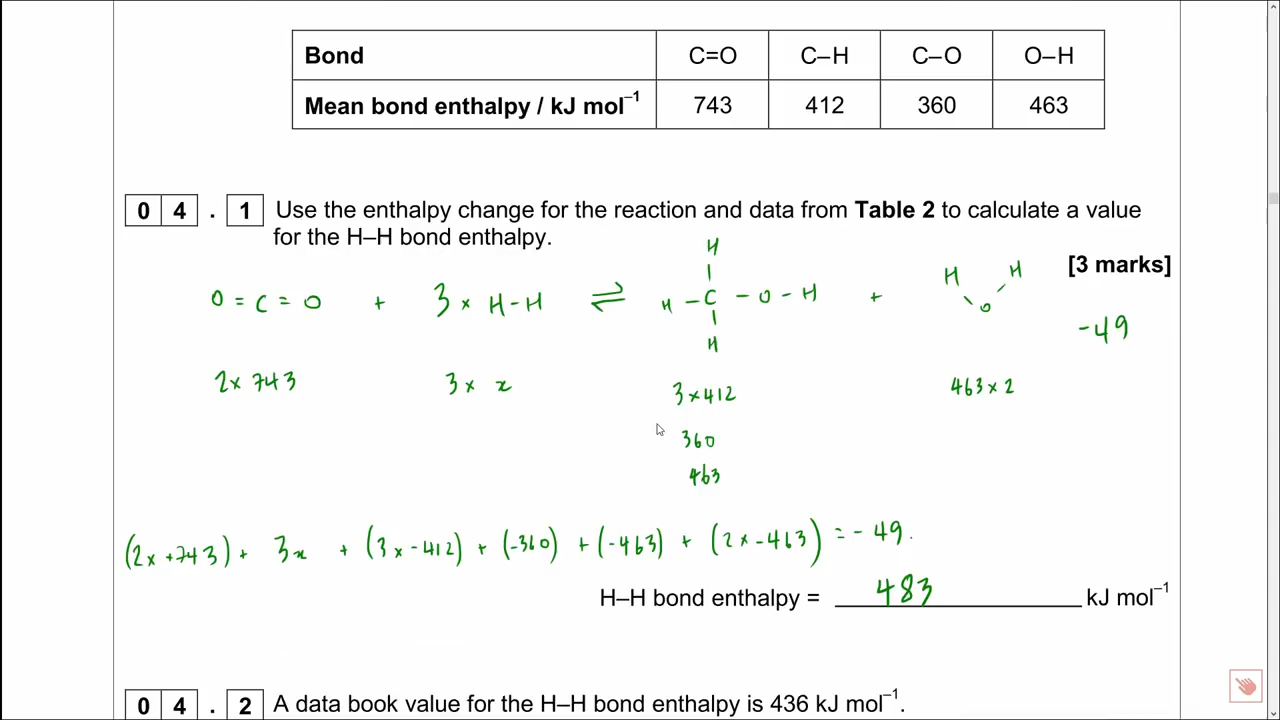 Bond C=O C–H C–O O–H
Mean bond enthalpy / kJ mol⁻¹ 743 412 360 463
0 4 . 1 Use the enthalpy change for the reaction and data from Table 2 to calculate a value
for the H–H bond enthalpy.
[3 marks]
H
H H
O = C = O + 3 × H - H ⇌ H - C - O - H + O
H
-49
2 × 743 3 × x 3 × 412 463 × 2
360
463
(2 × +743) + 3x + (3 × -412) + (-360) + (-463) + (2 × -463) = -49.
H–H bond enthalpy = 483 kJ mol⁻¹
0 4 . 2 A data book value for the H–H bond enthalpy is 436 kJ mol⁻¹.